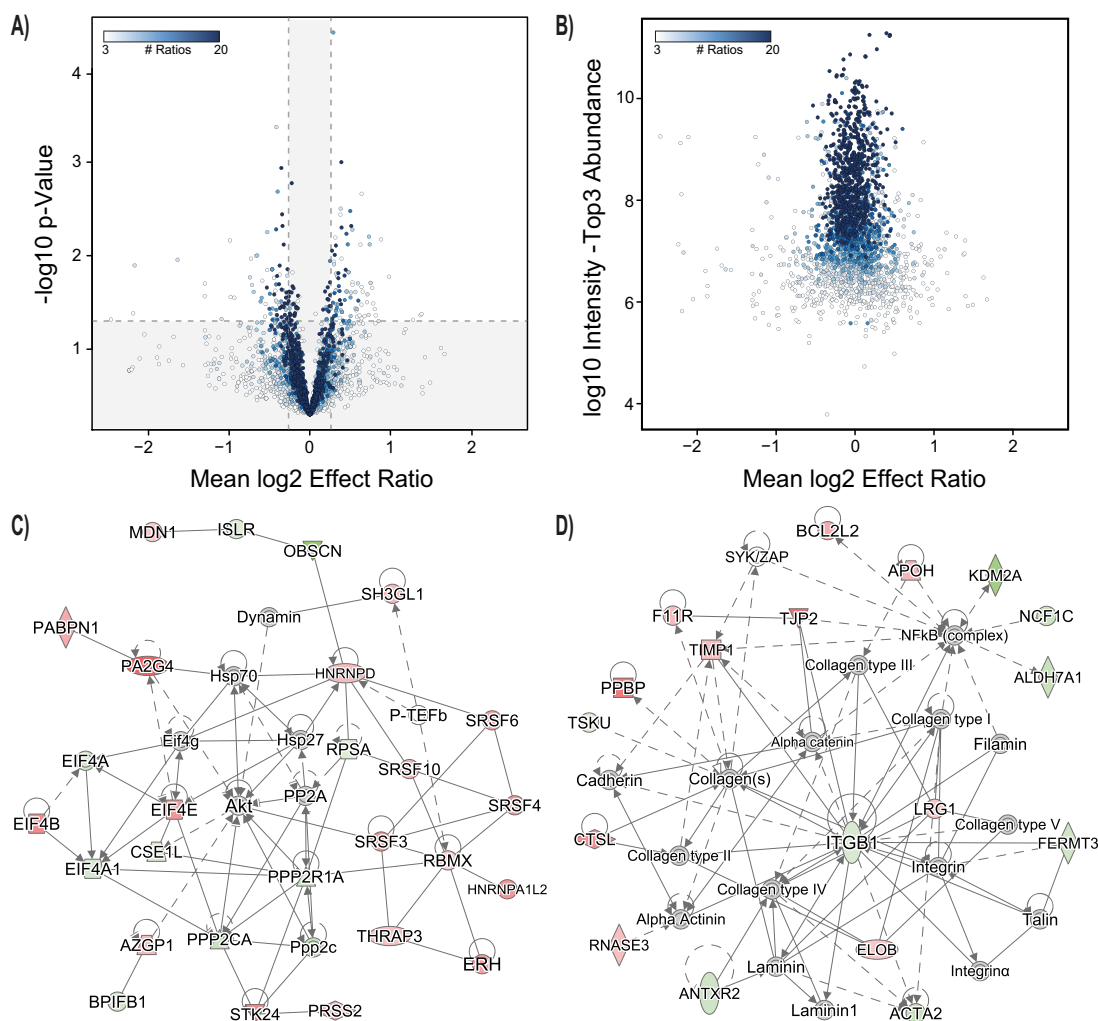 A)
3 # Ratios 20
4
3
2
1
-log10 p-Value
−2 −1 0 1 2
Mean log2 Effect Ratio
B)
3 # Ratios 20
10
8
6
4
log10 Intensity -Top3 Abundance
−2 −1 0 1 2
Mean log2 Effect Ratio
C)
MDN1
ISLR
OBSCN
SH3GL1
Dynamin
PABPN1
PA2G4
Hsp70
HNRNPD
P-TEFb
SRSF6
Eif4g
Hsp27
RPSA
EIF4A
SRSF10
EIF4E
Akt
PP2A
SRSF4
EIF4B
CSE1L
SRSF3
RBMX
EIF4A1
PPP2R1A
HNRNPA1L2
AZGP1
PPP2CA
Ppp2c
THRAP3
ERH
BPIFB1
STK24
PRSS2
D)
BCL2L2
SYK/ZAP
APOH
KDM2A
F11R
TJP2
NCF1C
NFkB (complex)
TIMP1
Collagen type III
ALDH7A1
PPBP
TSKU
Collagen type I
Alpha catenin
Filamin
Cadherin
Collagen(s)
LRG1
Collagen type V
CTSL
ITGB1
FERMT3
Collagen type II
Integrin
Collagen type IV
Alpha Actinin
Talin
RNASE3
ELOB
Laminin
Integrinα
ANTXR2
Laminin1
ACTA2